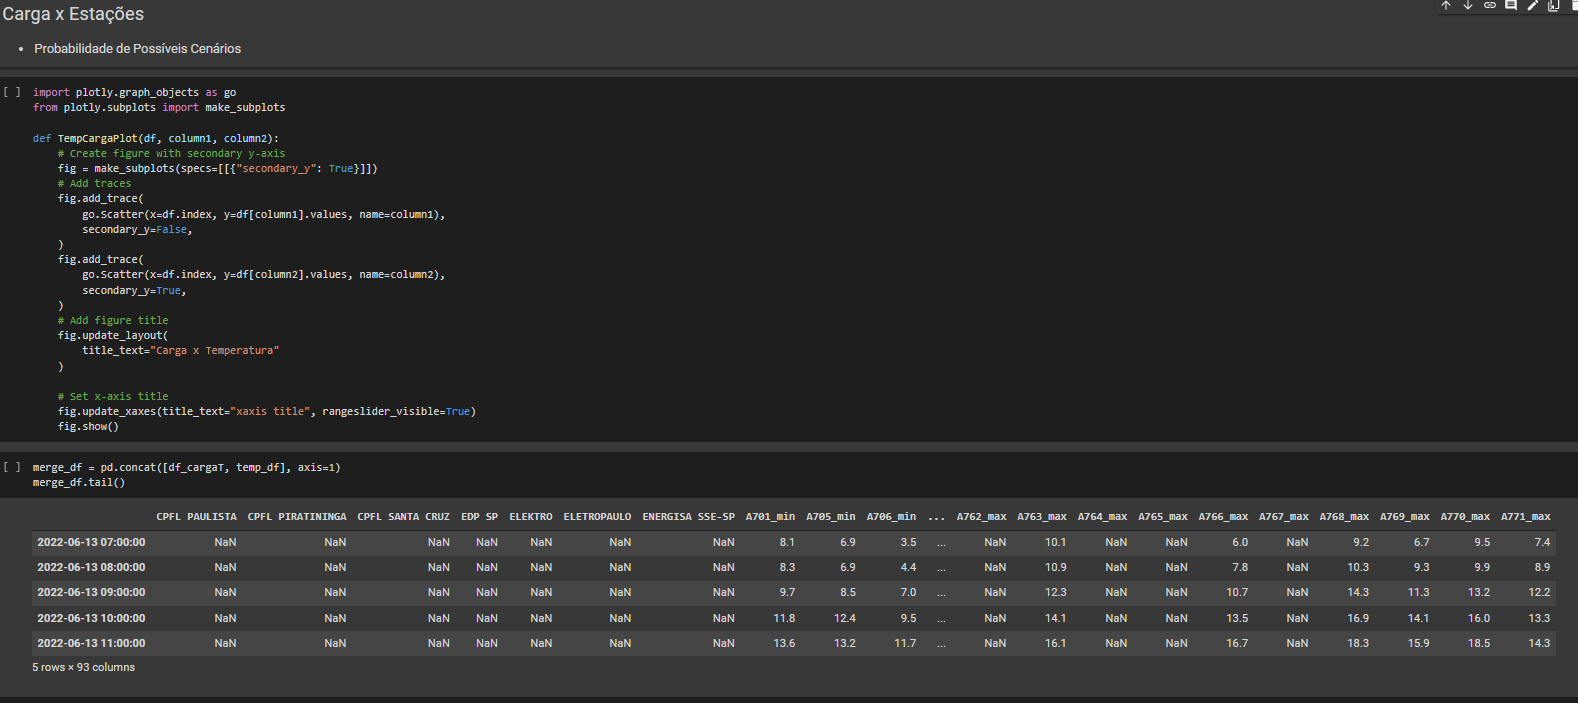 Carga x Estações
• Probabilidade de Possíveis Cenários
[ ] import plotly.graph_objects as go
from plotly.subplots import make_subplots
def TempCargaPlot(df, column1, column2):
# Create figure with secondary y-axis
fig = make_subplots(specs=[[{"secondary_y": True}]])
# Add traces
fig.add_trace(
go.Scatter(x=df.index, y=df[column1].values, name=column1),
secondary_y=False,
)
fig.add_trace(
go.Scatter(x=df.index, y=df[column2].values, name=column2),
secondary_y=True,
)
# Add figure title
fig.update_layout(
title_text="Carga x Temperatura"
)
# Set x-axis title
fig.update_xaxes(title_text="xaxis title", rangeslider_visible=True)
fig.show()
[ ] merge_df = pd.concat([df_cargaT, temp_df], axis=1)
merge_df.tail()
CPFL PAULISTA CPFL PIRATININGA CPFL SANTA CRUZ EDP SP ELEKTRO ELETROPAULO ENERGISA SSE-SP A701_min A705_min A706_min ... A762_max A763_max A764_max A765_max A766_max A767_max A768_max A769_max A770_max A771_max
2022-06-13 07:00:00 NaN NaN NaN NaN NaN NaN NaN 8.1 6.9 3.5 ... NaN 10.1 NaN NaN 6.0 NaN 9.2 6.7 9.5 7.4
2022-06-13 08:00:00 NaN NaN NaN NaN NaN NaN NaN 8.3 6.9 4.4 ... NaN 10.9 NaN NaN 7.8 NaN 10.3 9.3 9.9 8.9
2022-06-13 09:00:00 NaN NaN NaN NaN NaN NaN NaN 9.7 8.5 7.0 ... NaN 12.3 NaN NaN 10.7 NaN 14.3 11.3 13.2 12.2
2022-06-13 10:00:00 NaN NaN NaN NaN NaN NaN NaN 11.8 12.4 9.5 ... NaN 14.1 NaN NaN 13.5 NaN 16.9 14.1 16.0 13.3
2022-06-13 11:00:00 NaN NaN NaN NaN NaN NaN NaN 13.6 13.2 11.7 ... NaN 16.1 NaN NaN 16.7 NaN 18.3 15.9 18.5 14.3
5 rows × 93 columns